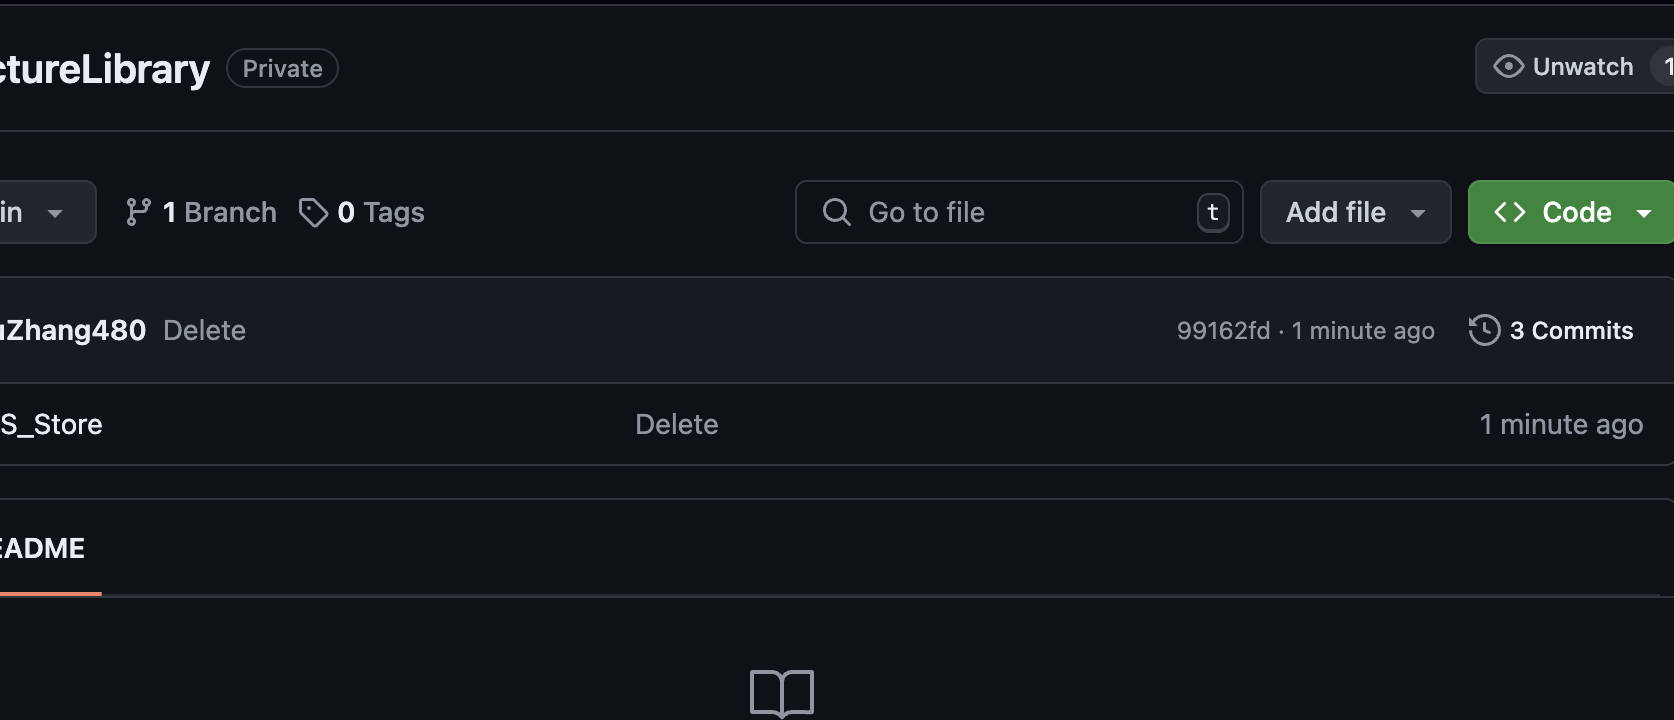 ctureLibrary Private Unwatch 1
in 1 Branch 0 Tags Go to file t Add file Code
uZhang480 Delete 99162fd · 1 minute ago 3 Commits
S_Store Delete 1 minute ago
EADME